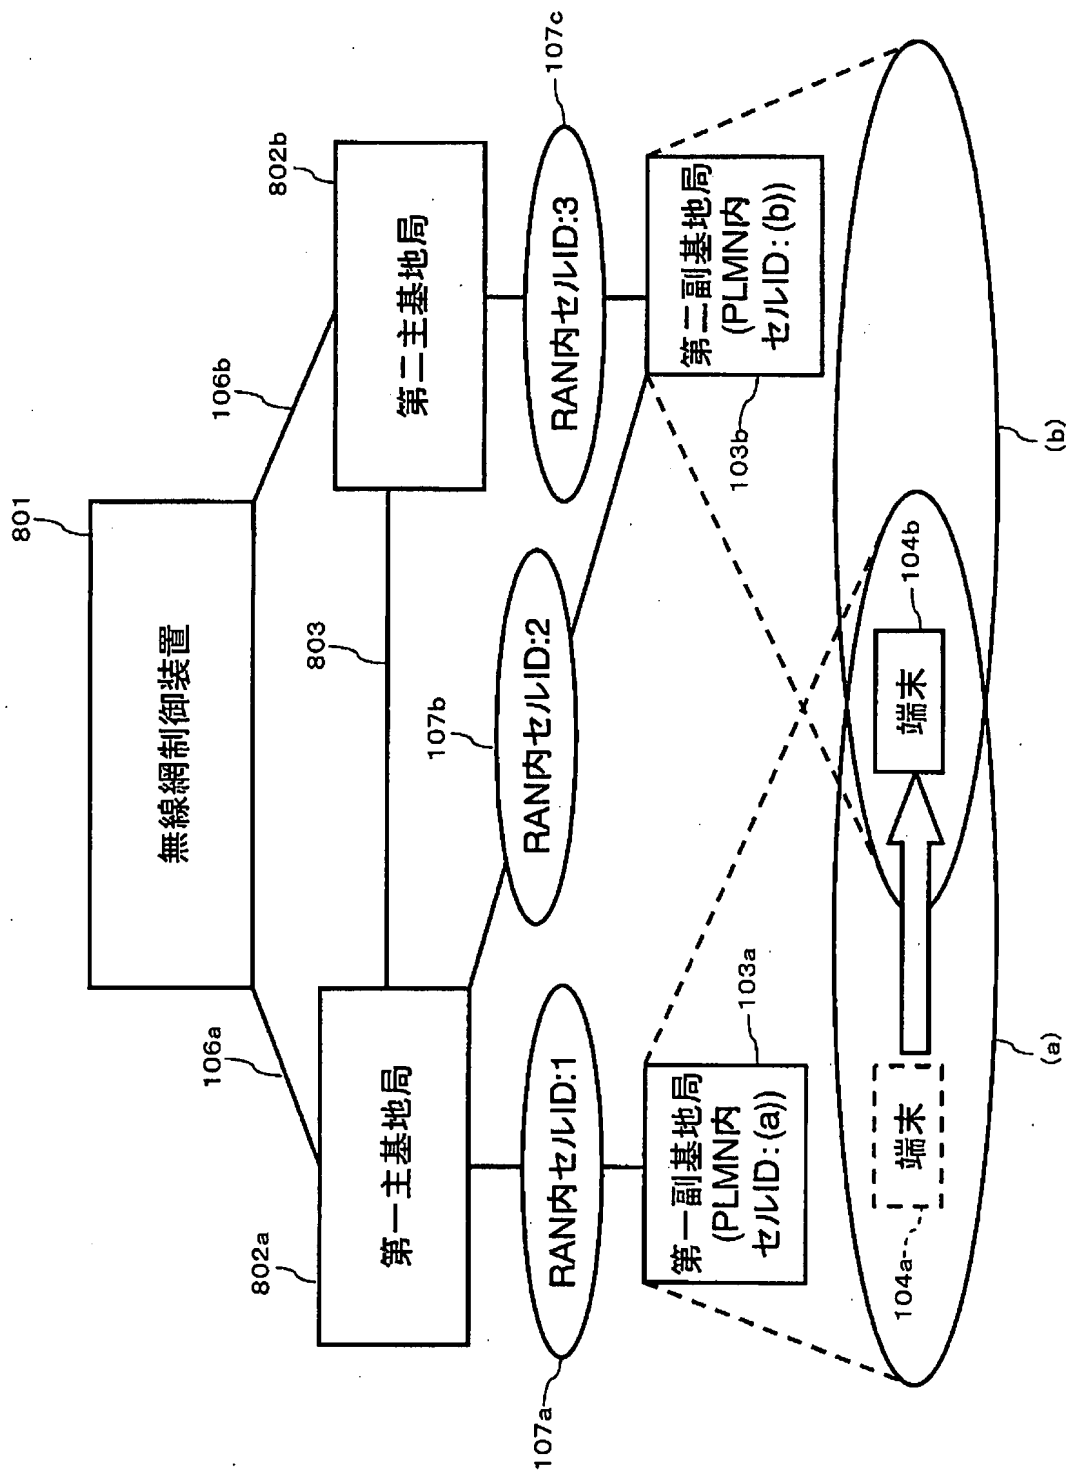 801
無線網制御装置
106a
106b
802a
第一主基地局
803
802b
第二主基地局
107a
RAN内セルID:1
107b
RAN内セルID:2
107c
RAN内セルID:3
第一副基地局
(PLMN内
セルID:(a))
103a
第二副基地局
(PLMN内
セルID:(b))
103b
104a
端末
端末
104b
(a)
(b)